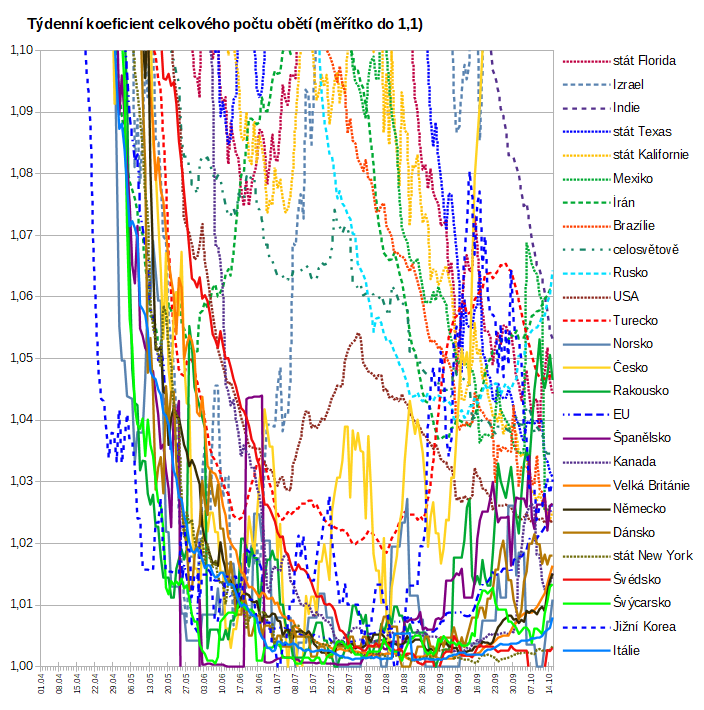 Týdenní koeficient celkového počtu obětí (měřítko do 1,1)
1,10
1,09
1,08
1,07
1,06
1,05
1,04
1,03
1,02
1,01
1,00
01.04
08.04
15.04
22.04
29.04
06.05
13.05
20.05
27.05
03.06
10.06
17.06
24.06
01.07
08.07
15.07
22.07
29.07
05.08
12.08
19.08
26.08
02.09
09.09
16.09
23.09
30.09
07.10
14.10
stát Florida
Izrael
Indie
stát Texas
stát Kalifornie
Mexiko
Írán
Brazílie
celosvětově
Rusko
USA
Turecko
Norsko
Česko
Rakousko
EU
Španělsko
Kanada
Velká Británie
Německo
Dánsko
stát New York
Švédsko
Švýcarsko
Jižní Korea
Itálie